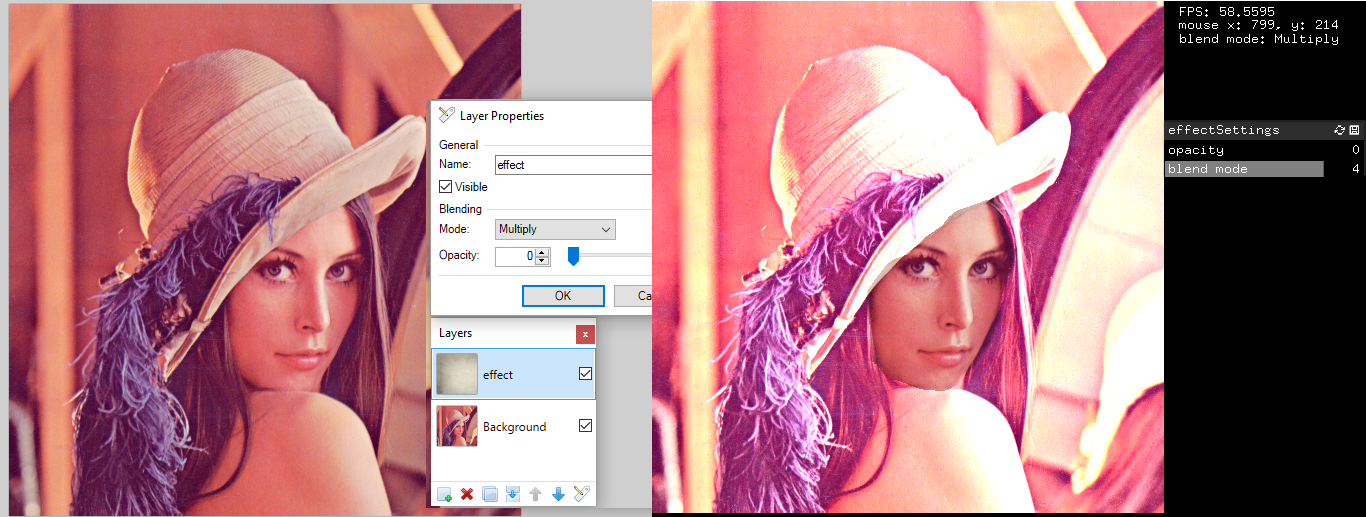 Layer Properties
General
Name: effect
Visible
Blending
Mode: Multiply
Opacity: 0
OK Ca
Layers x
effect
Background
FPS: 58.5595
mouse x: 799, y: 214
blend mode: Multiply
effectSettings
opacity 0
blend mode 4